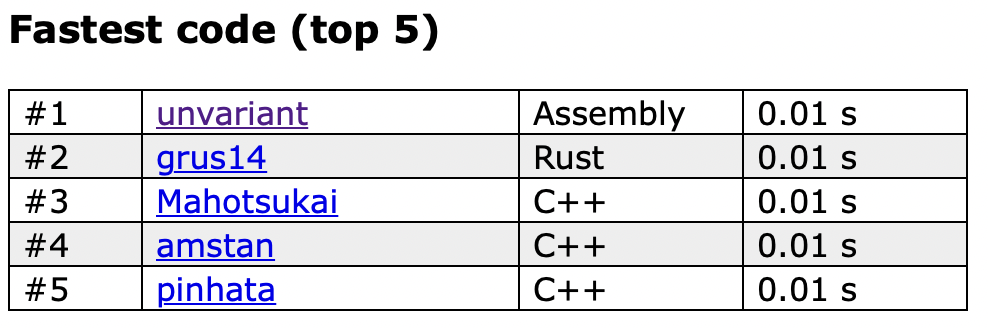 Fastest code (top 5)
#1 unvariant Assembly 0.01 s
#2 grus14 Rust 0.01 s
#3 Mahotsukai C++ 0.01 s
#4 amstan C++ 0.01 s
#5 pinhata C++ 0.01 s